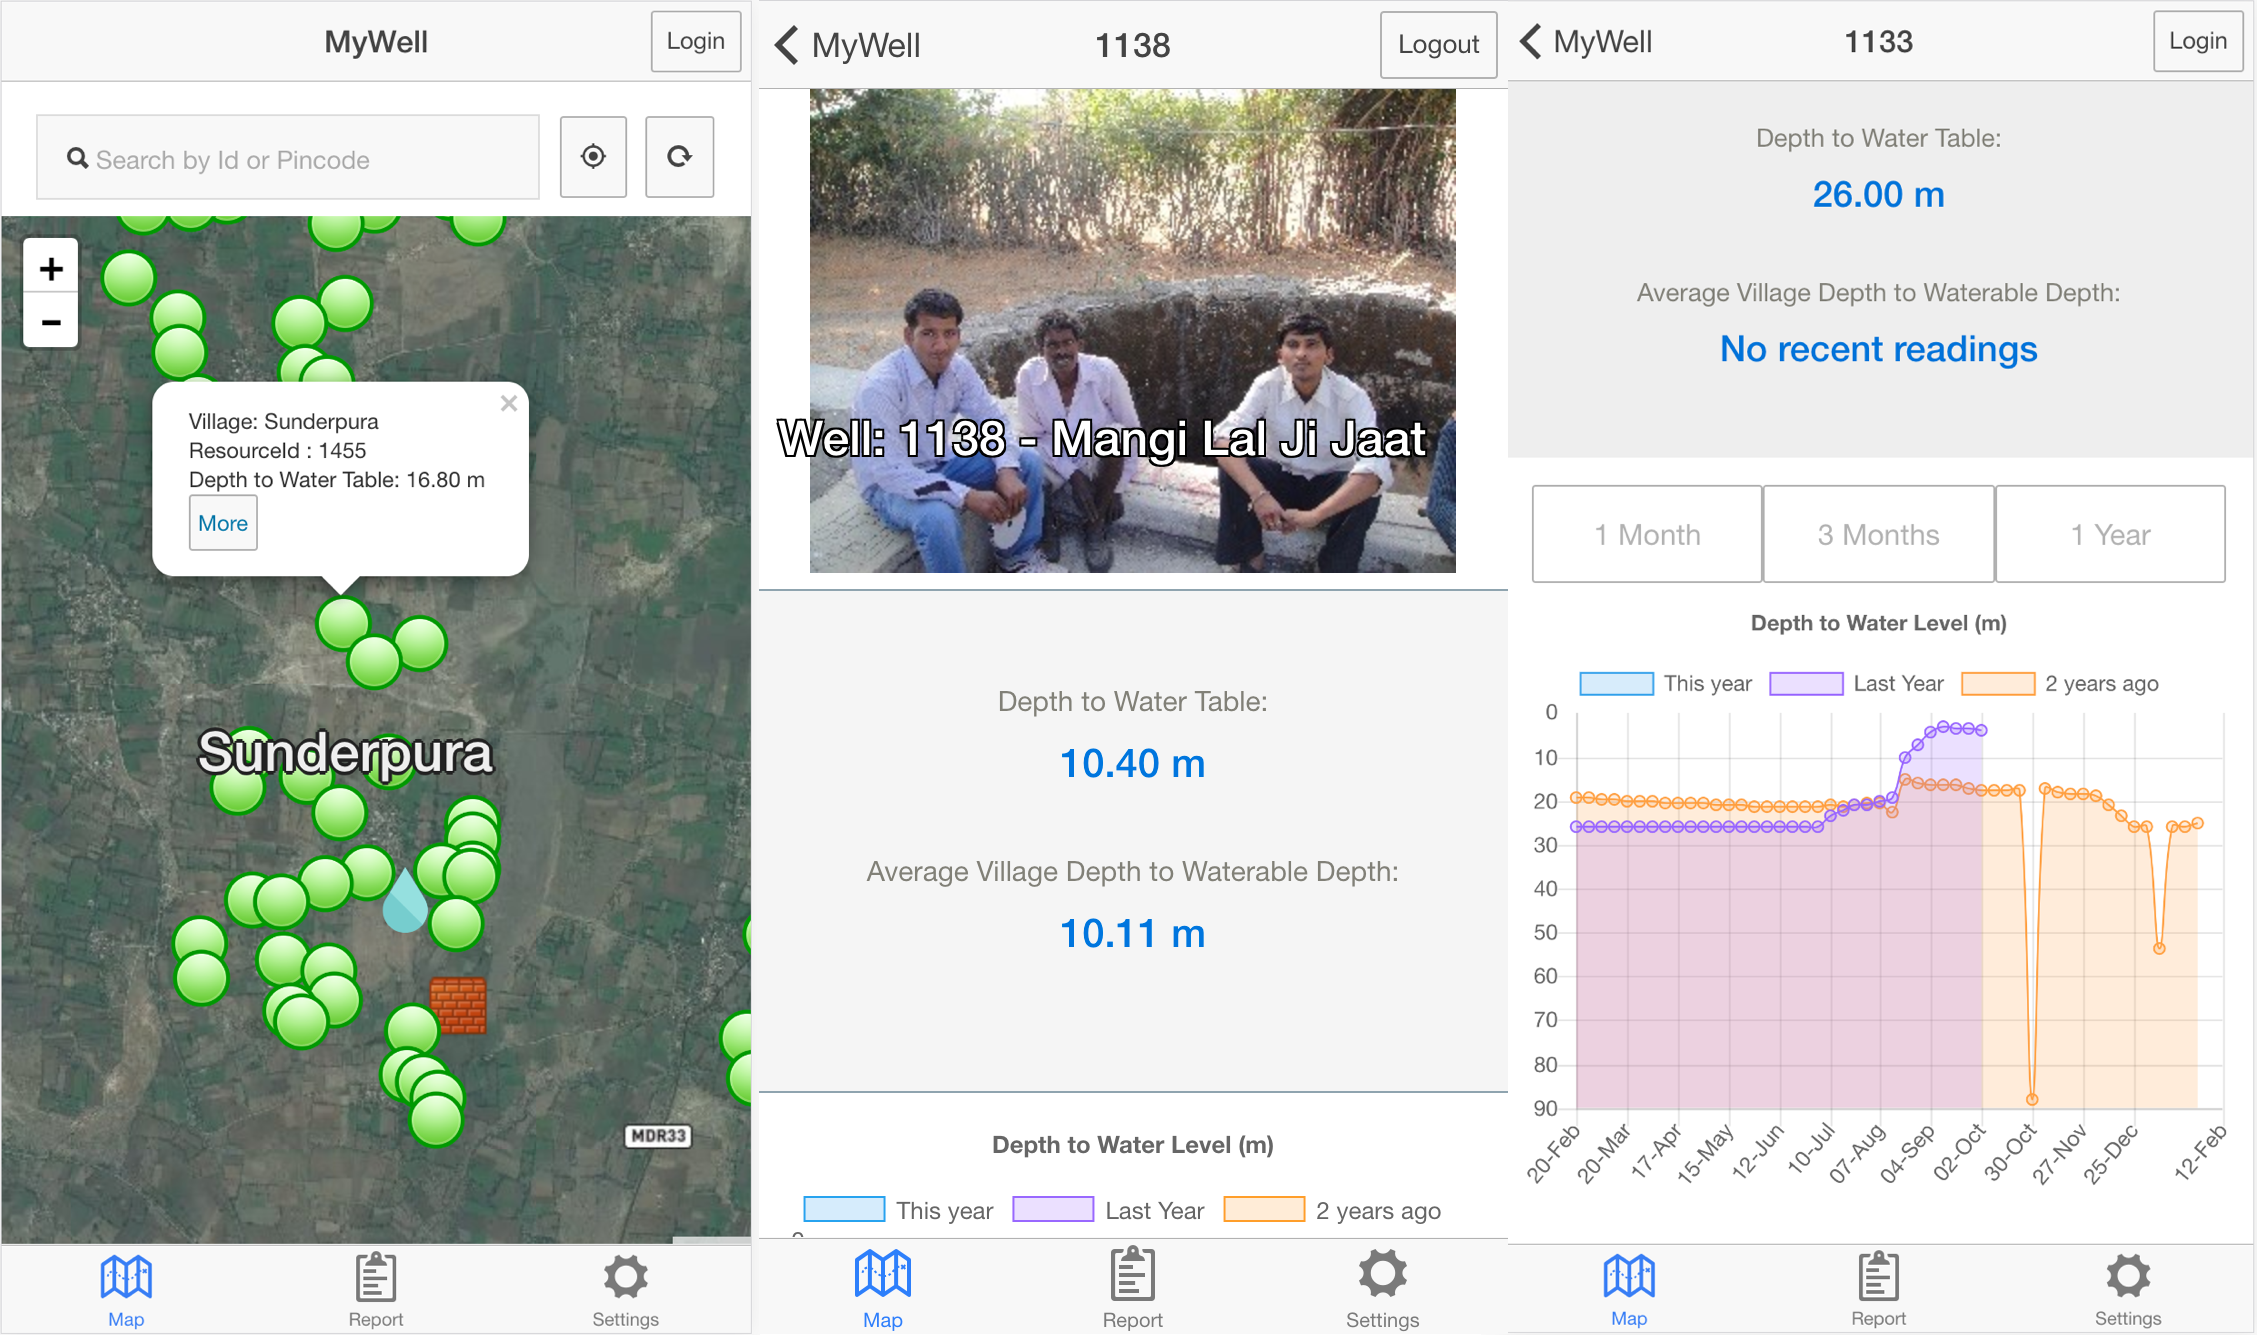 MyWell
Login
Search by Id or Pincode
+
−
Village: Sunderpura
ResourceId : 1455
Depth to Water Table: 16.80 m
More
Sunderpura
MDR33
Map
Report
Settings
MyWell
1138
Logout
Well: 1138 - Mangi Lal Ji Jaat
Depth to Water Table:
10.40 m
Average Village Depth to Waterable Depth:
10.11 m
Depth to Water Level (m)
This year
Last Year
2 years ago
Map
Report
Settings
MyWell
1133
Login
Depth to Water Table:
26.00 m
Average Village Depth to Waterable Depth:
No recent readings
1 Month
3 Months
1 Year
Depth to Water Level (m)
This year
Last Year
2 years ago
0
10
20
30
40
50
60
70
80
90
20-Feb
20-Mar
17-Apr
15-May
12-Jun
10-Jul
07-Aug
04-Sep
02-Oct
30-Oct
27-Nov
25-Dec
12-Feb
Map
Report
Settings